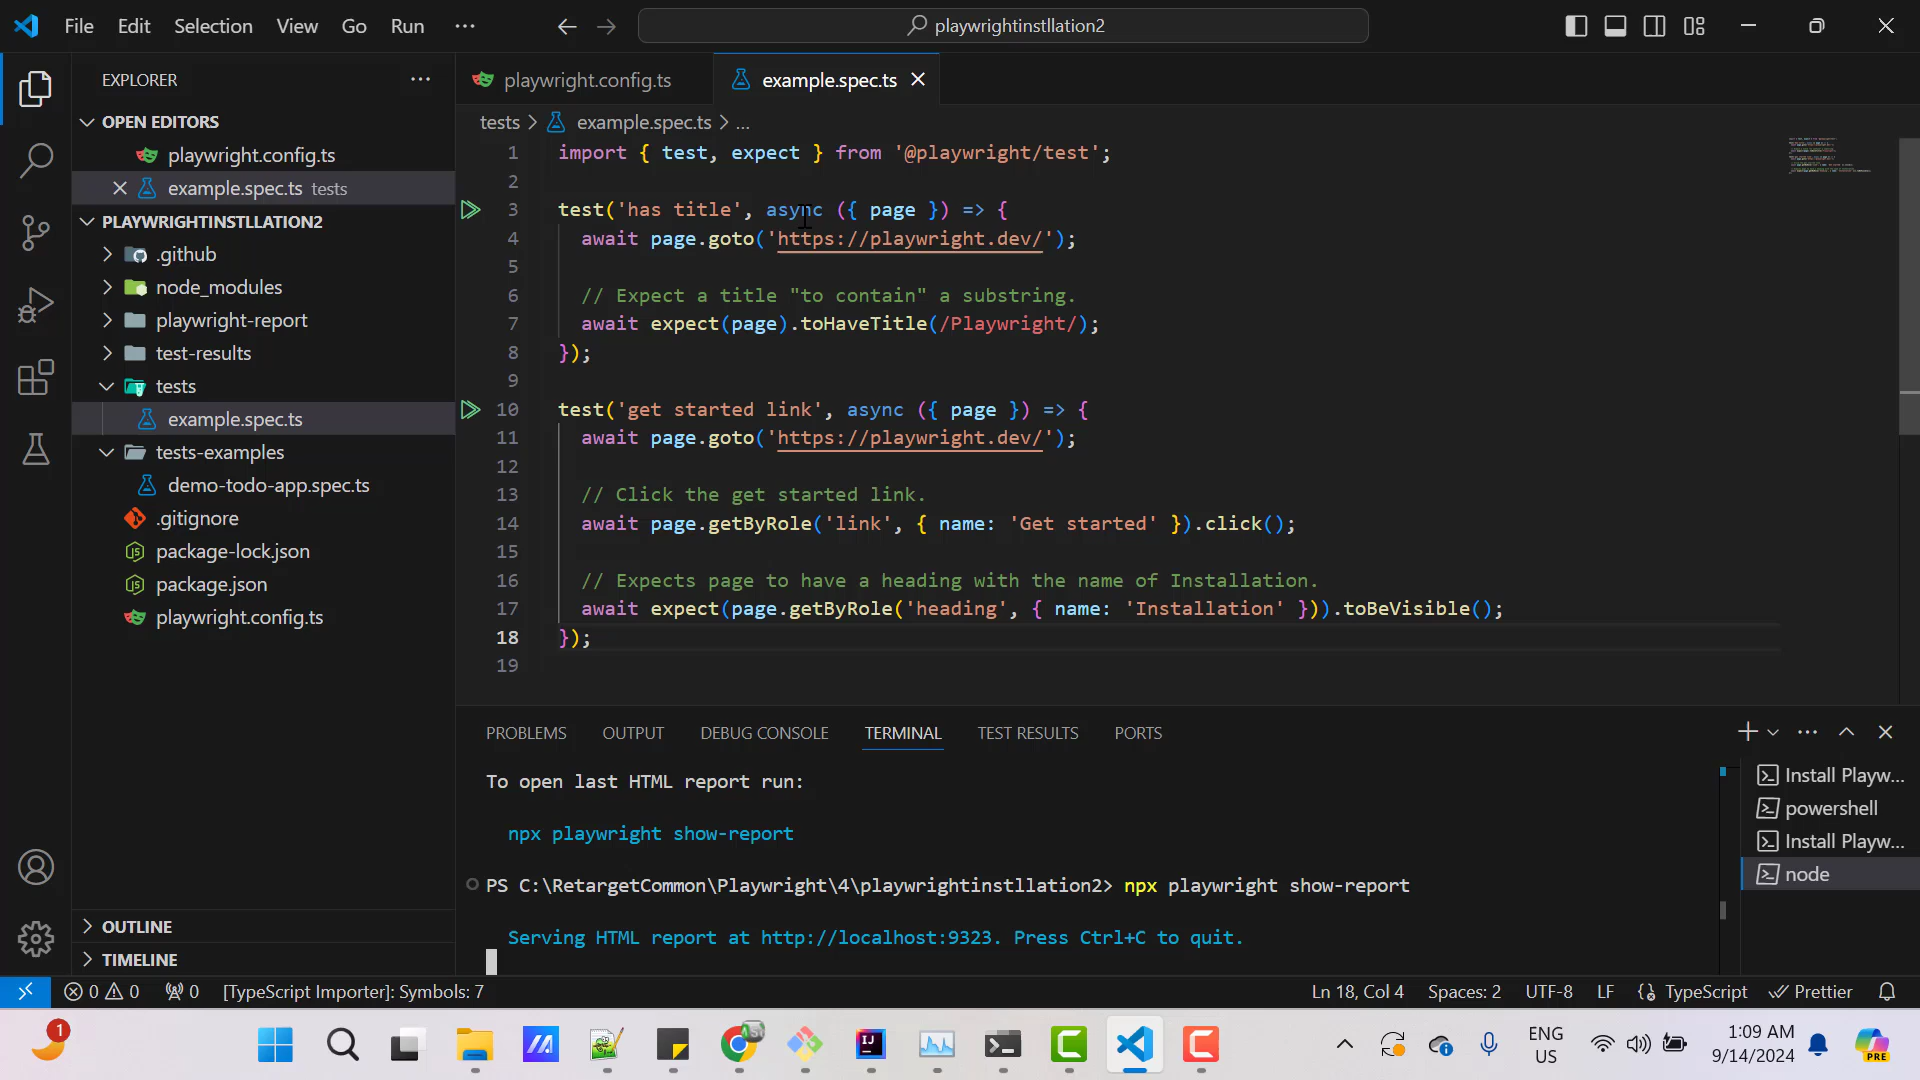 File Edit Selection View Go Run ...
playwrightinstllation2
EXPLORER
OPEN EDITORS
playwright.config.ts
example.spec.ts tests
PLAYWRIGHTINSTLLATION2
.github
node_modules
playwright-report
test-results
tests
example.spec.ts
tests-examples
demo-todo-app.spec.ts
.gitignore
package-lock.json
package.json
playwright.config.ts
OUTLINE
TIMELINE
playwright.config.ts
example.spec.ts
tests > example.spec.ts > ...
1 import { test, expect } from '@playwright/test';
2
3 test('has title', async ({ page }) => {
4 await page.goto('https://playwright.dev/');
5
6 // Expect a title "to contain" a substring.
7 await expect(page).toHaveTitle(/Playwright/);
8 });
9
10 test('get started link', async ({ page }) => {
11 await page.goto('https://playwright.dev/');
12
13 // Click the get started link.
14 await page.getByRole('link', { name: 'Get started' }).click();
15
16 // Expects page to have a heading with the name of Installation.
17 await expect(page.getByRole('heading', { name: 'Installation' })).toBeVisible();
18 });
19
PROBLEMS OUTPUT DEBUG CONSOLE TERMINAL TEST RESULTS PORTS
To open last HTML report run:
npx playwright show-report
PS C:\RetargetCommon\Playwright\4\playwrightinstllation2> npx playwright show-report
Serving HTML report at http://localhost:9323. Press Ctrl+C to quit.
Install Playw...
powershell
Install Playw...
node
0 0 0 [TypeScript Importer]: Symbols: 7
Ln 18, Col 4 Spaces: 2 UTF-8 LF TypeScript Prettier
1
ENG
US
1:09 AM
9/14/2024
PRE